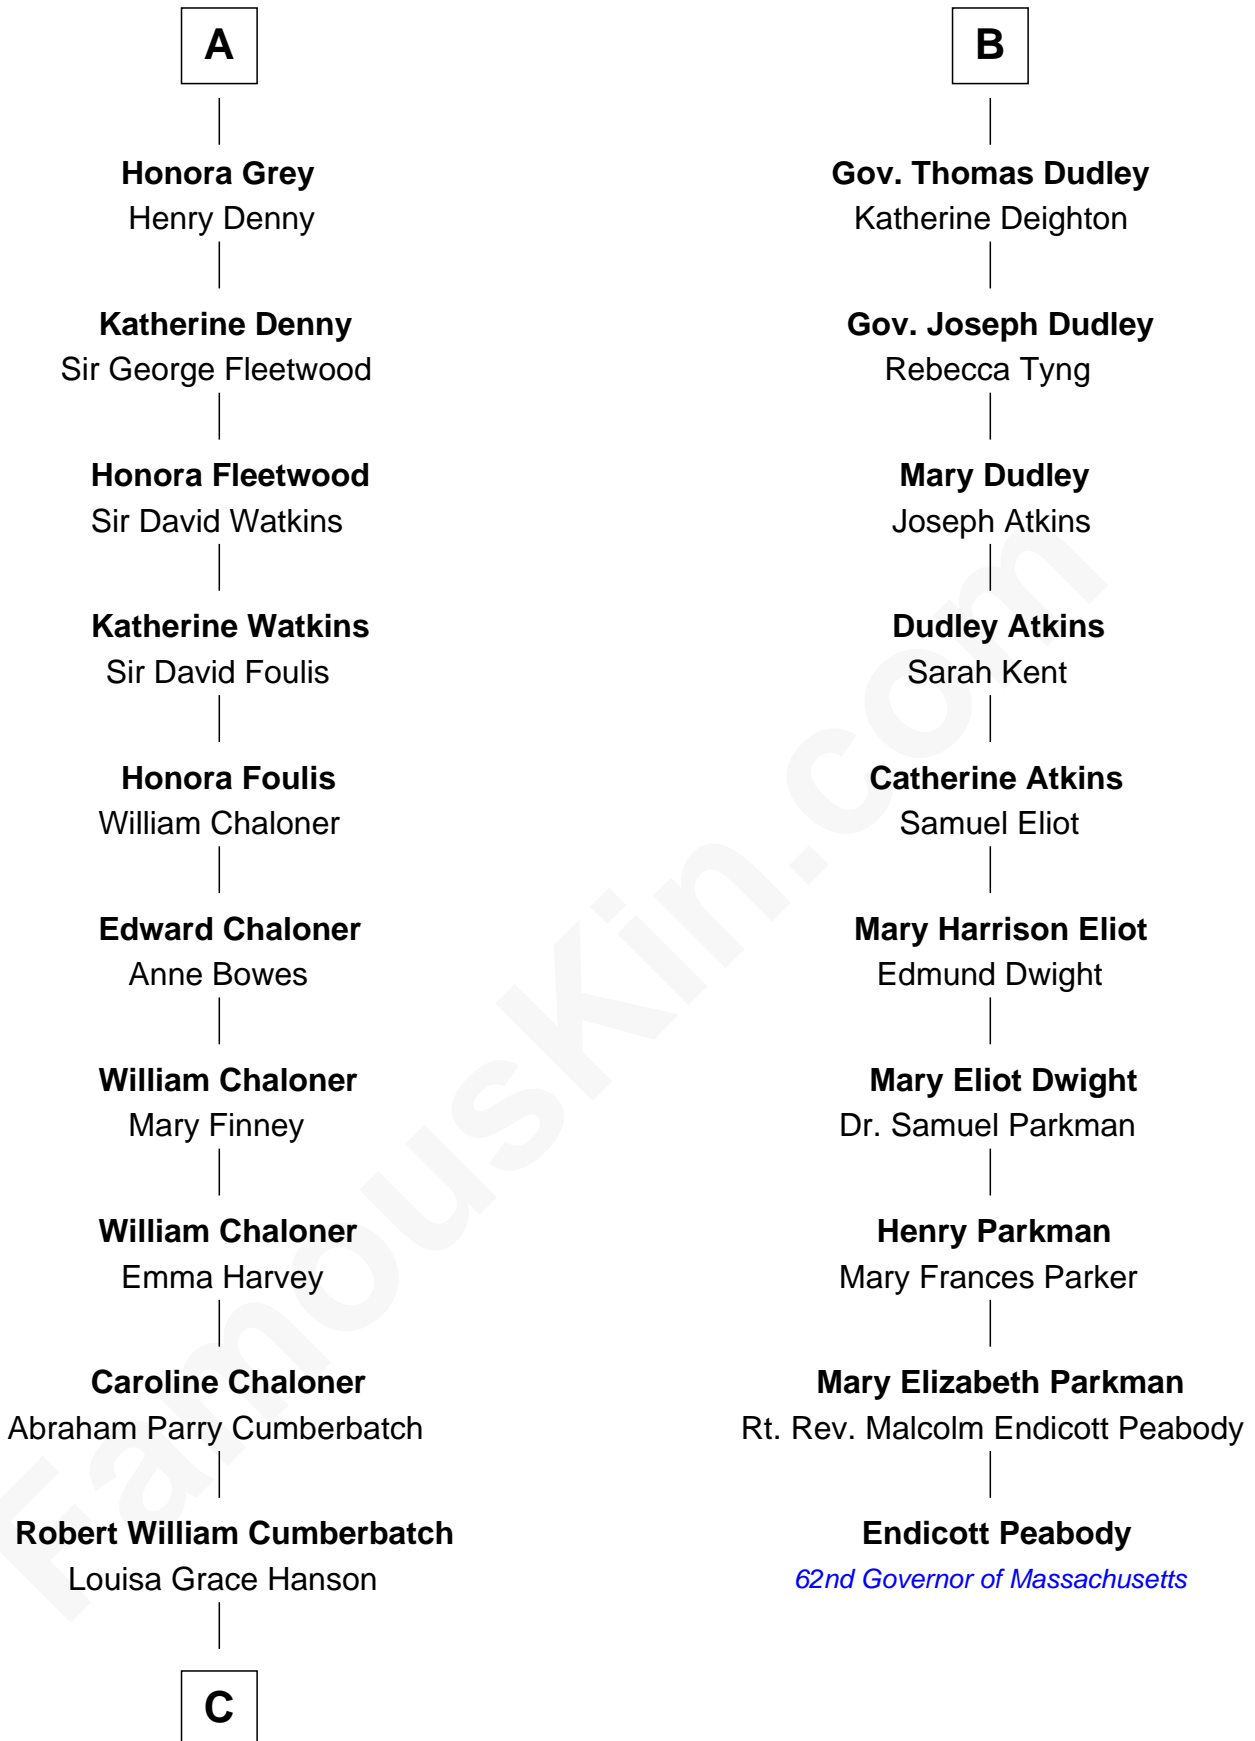 A
Honora Grey
Henry Denny
Katherine Denny
Sir George Fleetwood
Honora Fleetwood
Sir David Watkins
Katherine Watkins
Sir David Foulis
Honora Foulis
William Chaloner
Edward Chaloner
Anne Bowes
William Chaloner
Mary Finney
William Chaloner
Emma Harvey
Caroline Chaloner
Abraham Parry Cumberbatch
Robert William Cumberbatch
Louisa Grace Hanson
C
B
Gov. Thomas Dudley
Katherine Deighton
Gov. Joseph Dudley
Rebecca Tyng
Mary Dudley
Joseph Atkins
Dudley Atkins
Sarah Kent
Catherine Atkins
Samuel Eliot
Mary Harrison Eliot
Edmund Dwight
Mary Eliot Dwight
Dr. Samuel Parkman
Henry Parkman
Mary Frances Parker
Mary Elizabeth Parkman
Rt. Rev. Malcolm Endicott Peabody
Endicott Peabody
62nd Governor of Massachusetts
FamousKin.com